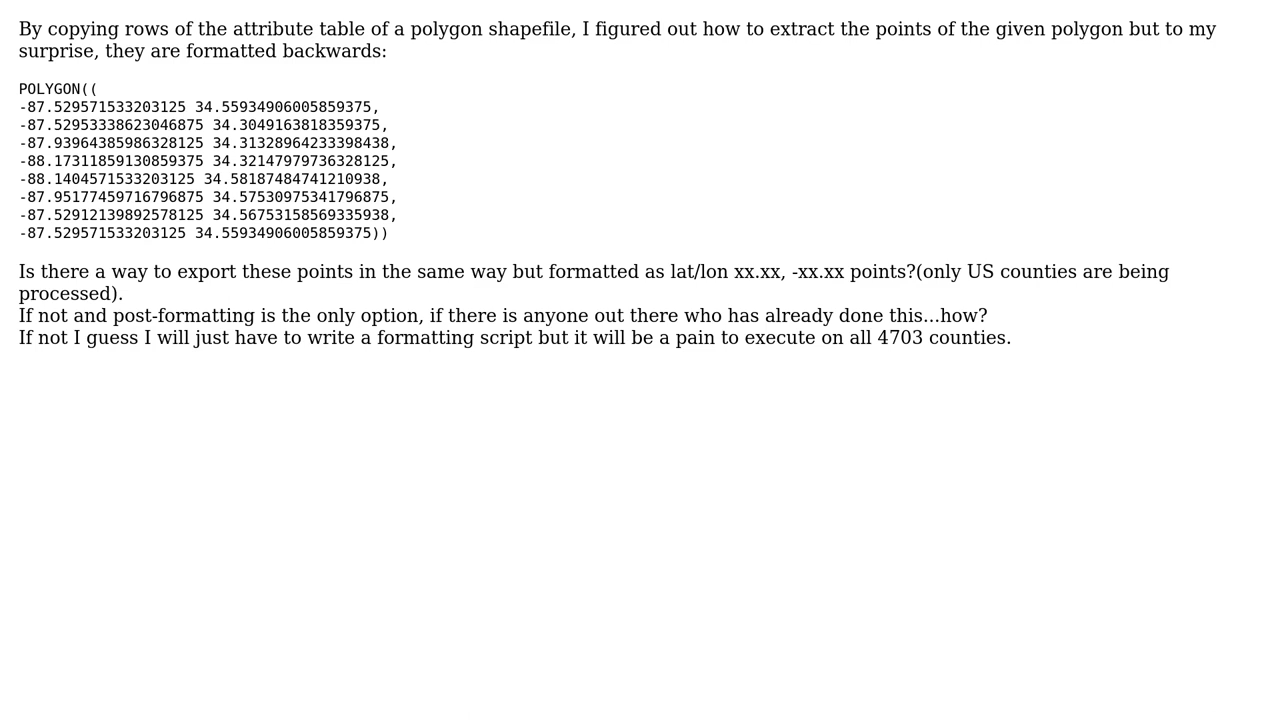 By copying rows of the attribute table of a polygon shapefile, I figured out how to extract the points of the given polygon but to my
surprise, they are formatted backwards:
POLYGON((
-87.529571533203125 34.55934906005859375,
-87.52953338623046875 34.3049163818359375,
-87.93964385986328125 34.31328964233398438,
-88.17311859130859375 34.32147979736328125,
-88.1404571533203125 34.58187484741210938,
-87.95177459716796875 34.57530975341796875,
-87.52912139892578125 34.56753158569335938,
-87.529571533203125 34.55934906005859375))
Is there a way to export these points in the same way but formatted as lat/lon xx.xx, -xx.xx points?(only US counties are being
processed).
If not and post-formatting is the only option, if there is anyone out there who has already done this...how?
If not I guess I will just have to write a formatting script but it will be a pain to execute on all 4703 counties.